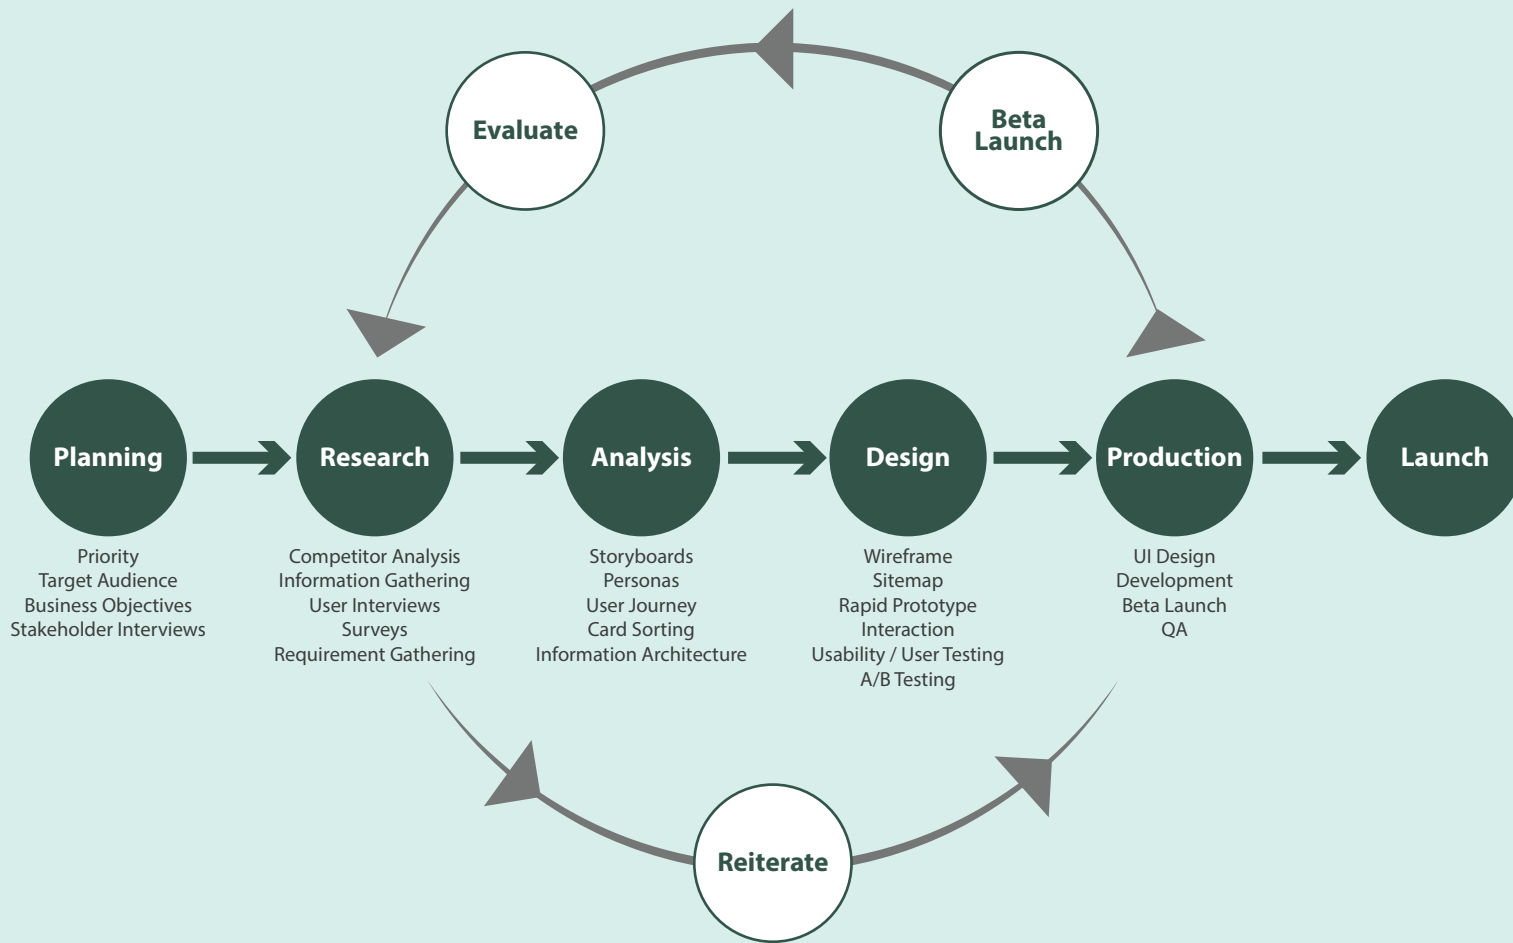 Evaluate
Beta
Launch
Planning
Research
Analysis
Design
Production
Launch
Priority
Target Audience
Business Objectives
Stakeholder Interviews
Competitor Analysis
Information Gathering
User Interviews
Surveys
Requirement Gathering
Storyboards
Personas
User Journey
Card Sorting
Information Architecture
Wireframe
Sitemap
Rapid Prototype
Interaction
Usability / User Testing
A/B Testing
UI Design
Development
Beta Launch
QA
Reiterate